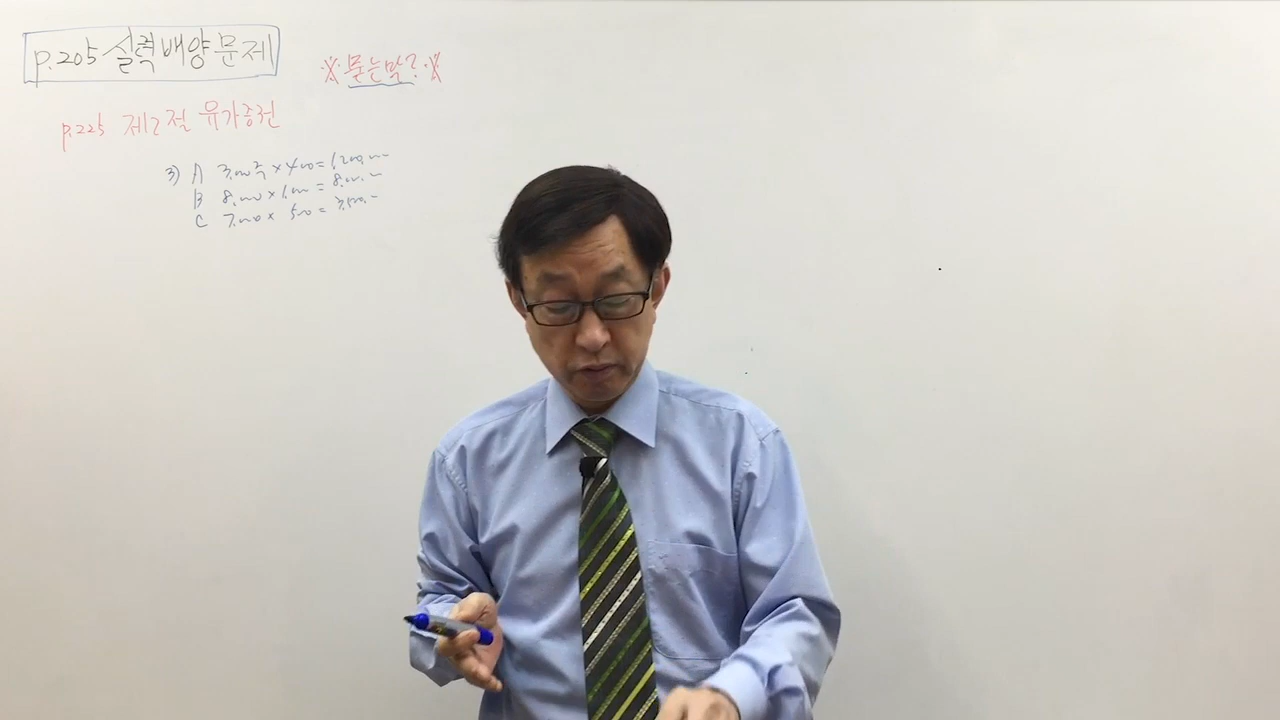 p.205 실력배양문제
※ 묻는말? ※
p.225 제2절 유가증권
3) A 3,000주 × 400 = 1,200,000
B 8,000 × 1,000 = 8,000,000
C 7,000 × 500 = 3,500,000